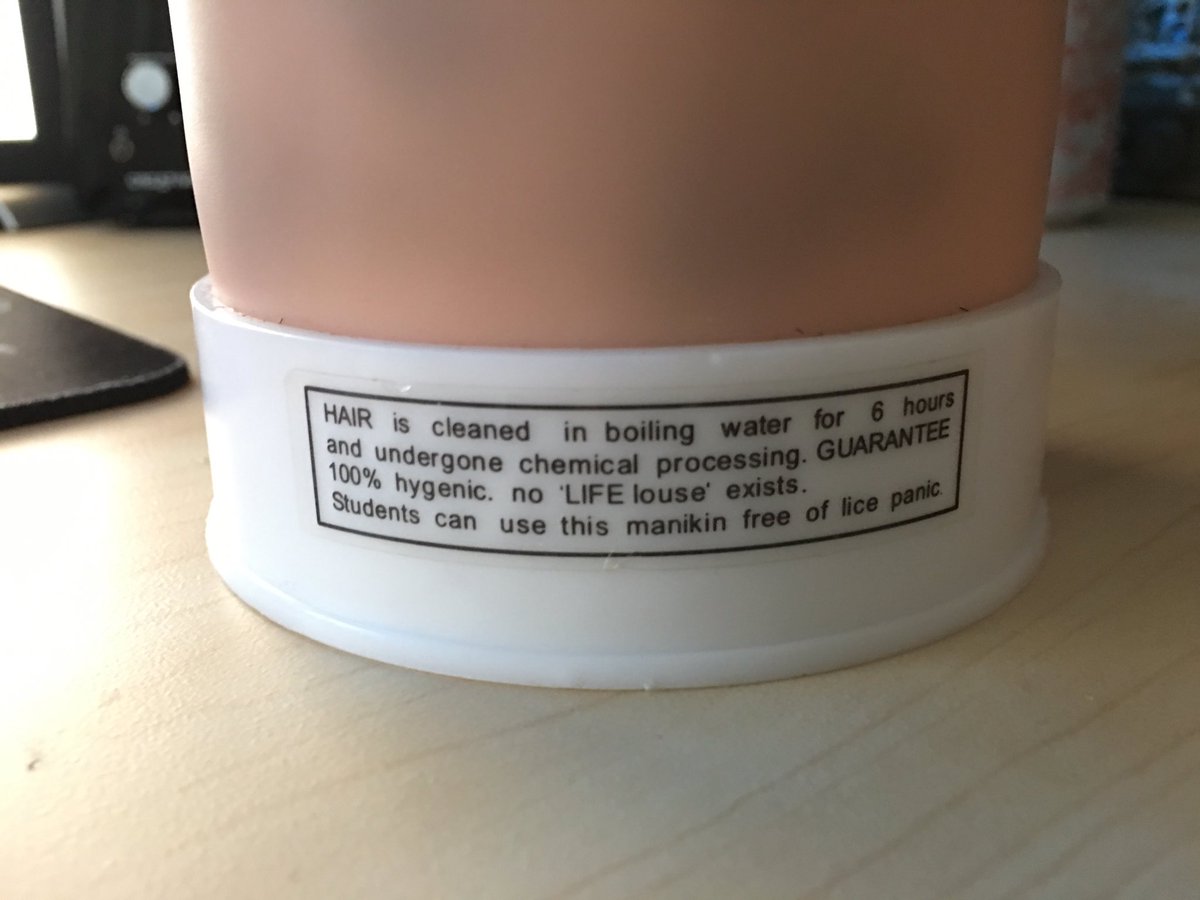 HAIR is cleaned in boiling water for 6 hours
and undergone chemical processing. GUARANTEE
100% hygenic. no 'LIFE louse' exists.
Students can use this manikin free of lice panic.